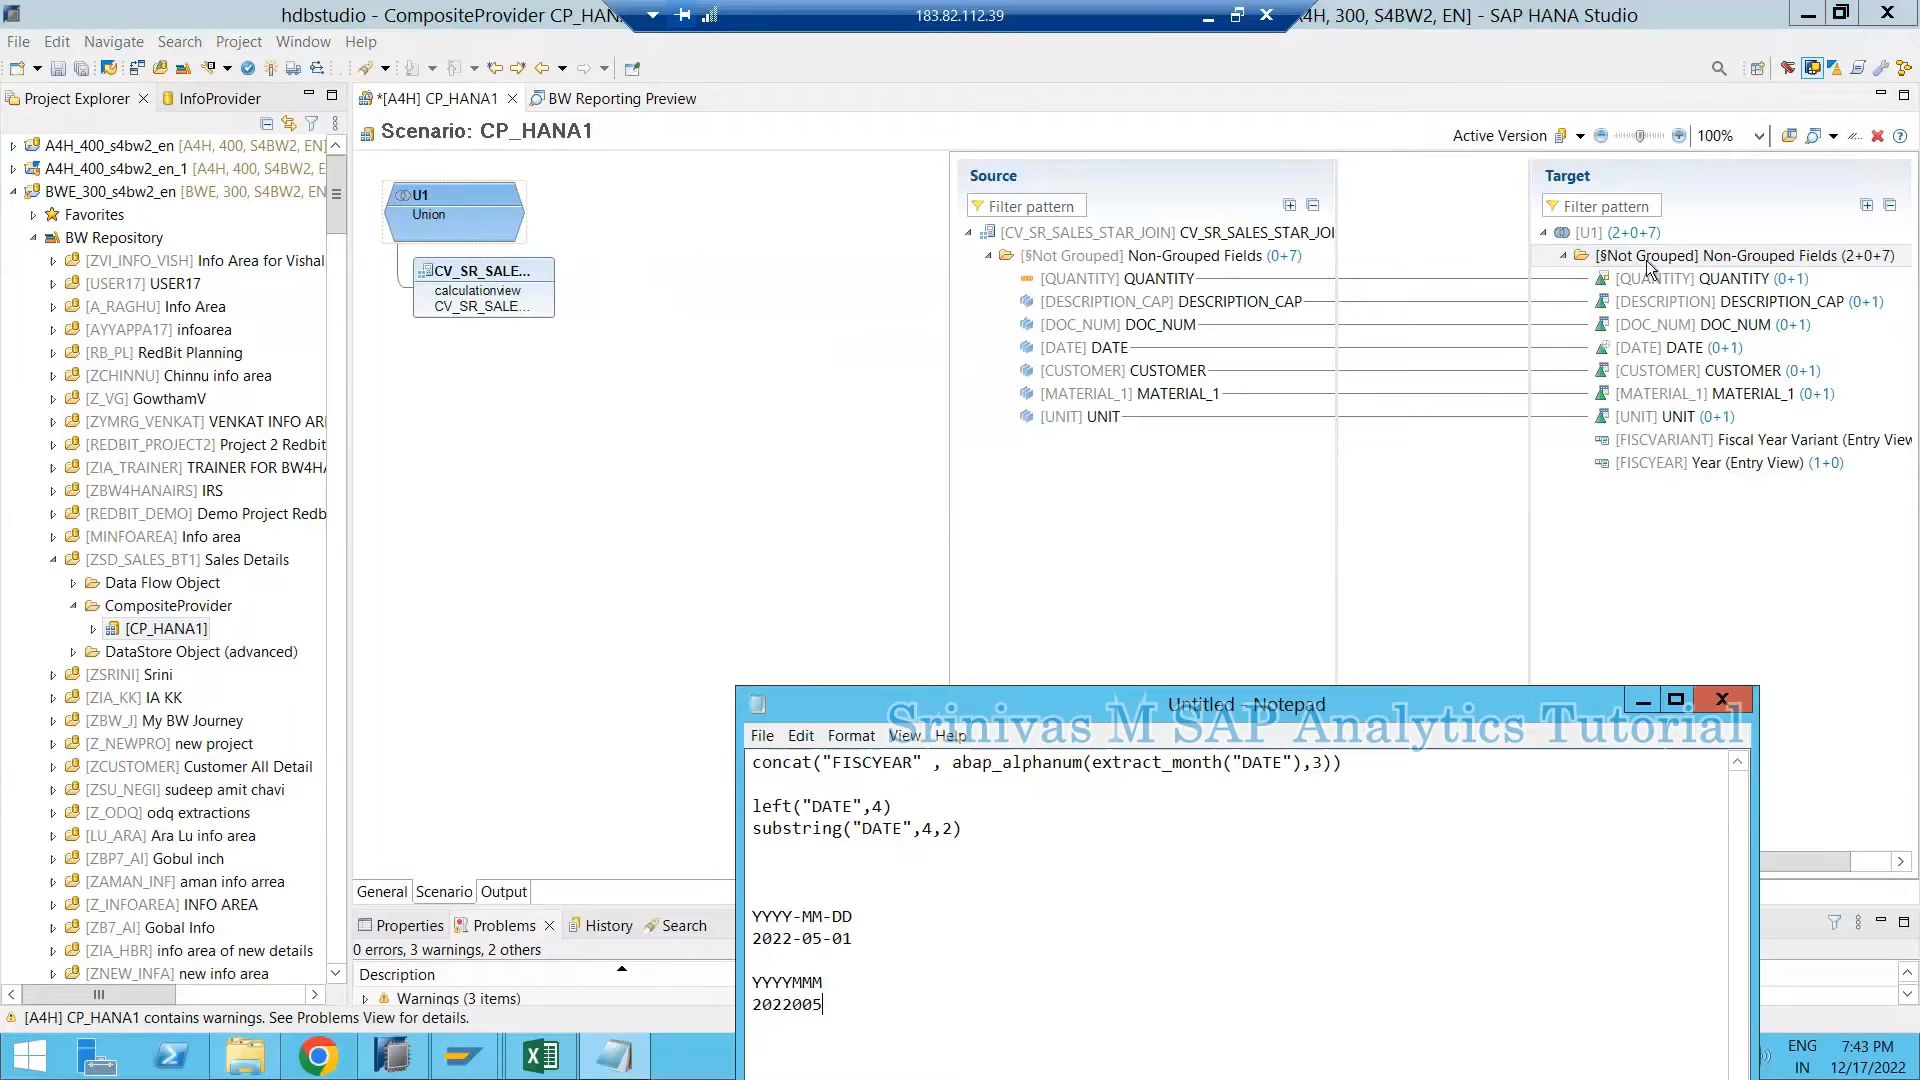 hdbstudio - CompositeProvider CP_HAN
183.82.112.39
A4H, 300, S4BW2, EN] - SAP HANA Studio
File Edit Navigate Search Project Window Help
Project Explorer
InfoProvider
*[A4H] CP_HANA1
BW Reporting Preview
Scenario: CP_HANA1
Active Version
100%
A4H_400_s4bw2_en [A4H, 400, S4BW2, E
A4H_400_s4bw2_en_1 [A4H, 400, S4BW2, E
BWE_300_s4bw2_en [BWE, 300, S4BW2, EN
Favorites
BW Repository
[ZVI_INFO_VISH] Info Area for Vishal
[USER17] USER17
[A_RAGHU] Info Area
[AYYAPPA17] infoarea
[RB_PL] RedBit Planning
[ZCHINNU] Chinnu info area
[Z_VG] GowthamV
[ZYMRG_VENKAT] VENKAT INFO AR
[REDBIT_PROJECT2] Project 2 Redbit
[ZIA_TRAINER] TRAINER FOR BW4H
[ZBW4HANAIRS] IRS
[REDBIT_DEMO] Demo Project Redb
[MINFOAREA] Info area
[ZSD_SALES_BT1] Sales Details
Data Flow Object
CompositeProvider
[CP_HANA1]
DataStore Object (advanced)
[ZSRINI] Srini
[ZIA_KK] IA KK
[ZBW_J] My BW Journey
[Z_NEWPRO] new project
[ZCUSTOMER] Customer All Detail
[ZSU_NEGI] sudeep amit chavi
[Z_ODQ] odq extractions
[LU_ARA] Ara Lu info area
[ZBP7_AI] Gobul inch
[ZAMAN_INF] aman info arrea
[Z_INFOAREA] INFO AREA
[ZB7_AI] Gobal Info
[ZIA_HBR] info area of new details
[ZNEW_INFA] new info area
U1
Union
CV_SR_SALE...
calculationview
CV_SR_SALE...
Source
Filter pattern
[CV_SR_SALES_STAR_JOIN] CV_SR_SALES_STAR_JOI
[§Not Grouped] Non-Grouped Fields (0+7)
[QUANTITY] QUANTITY
[DESCRIPTION_CAP] DESCRIPTION_CAP
[DOC_NUM] DOC_NUM
[DATE] DATE
[CUSTOMER] CUSTOMER
[MATERIAL_1] MATERIAL_1
[UNIT] UNIT
Target
Filter pattern
[U1] (2+0+7)
[§Not Grouped] Non-Grouped Fields (2+0+7)
[QUANTITY] QUANTITY (0+1)
[DESCRIPTION] DESCRIPTION_CAP (0+1)
[DOC_NUM] DOC_NUM (0+1)
[DATE] DATE (0+1)
[CUSTOMER] CUSTOMER (0+1)
[MATERIAL_1] MATERIAL_1 (0+1)
[UNIT] UNIT (0+1)
[FISCVARIANT] Fiscal Year Variant (Entry View
[FISCYEAR] Year (Entry View) (1+0)
General Scenario Output
Properties Problems History Search
0 errors, 3 warnings, 2 others
Description
Warnings (3 items)
[A4H] CP_HANA1 contains warnings. See Problems View for details.
Untitled - Notepad
Srinivas M SAP Analytics Tutorial
File Edit Format View Help
concat("FISCYEAR" , abap_alphanum(extract_month("DATE"),3))
left("DATE",4)
substring("DATE",4,2)
YYYY-MM-DD
2022-05-01
YYYYMMM
2022005
ENG
IN
7:43 PM
12/17/2022